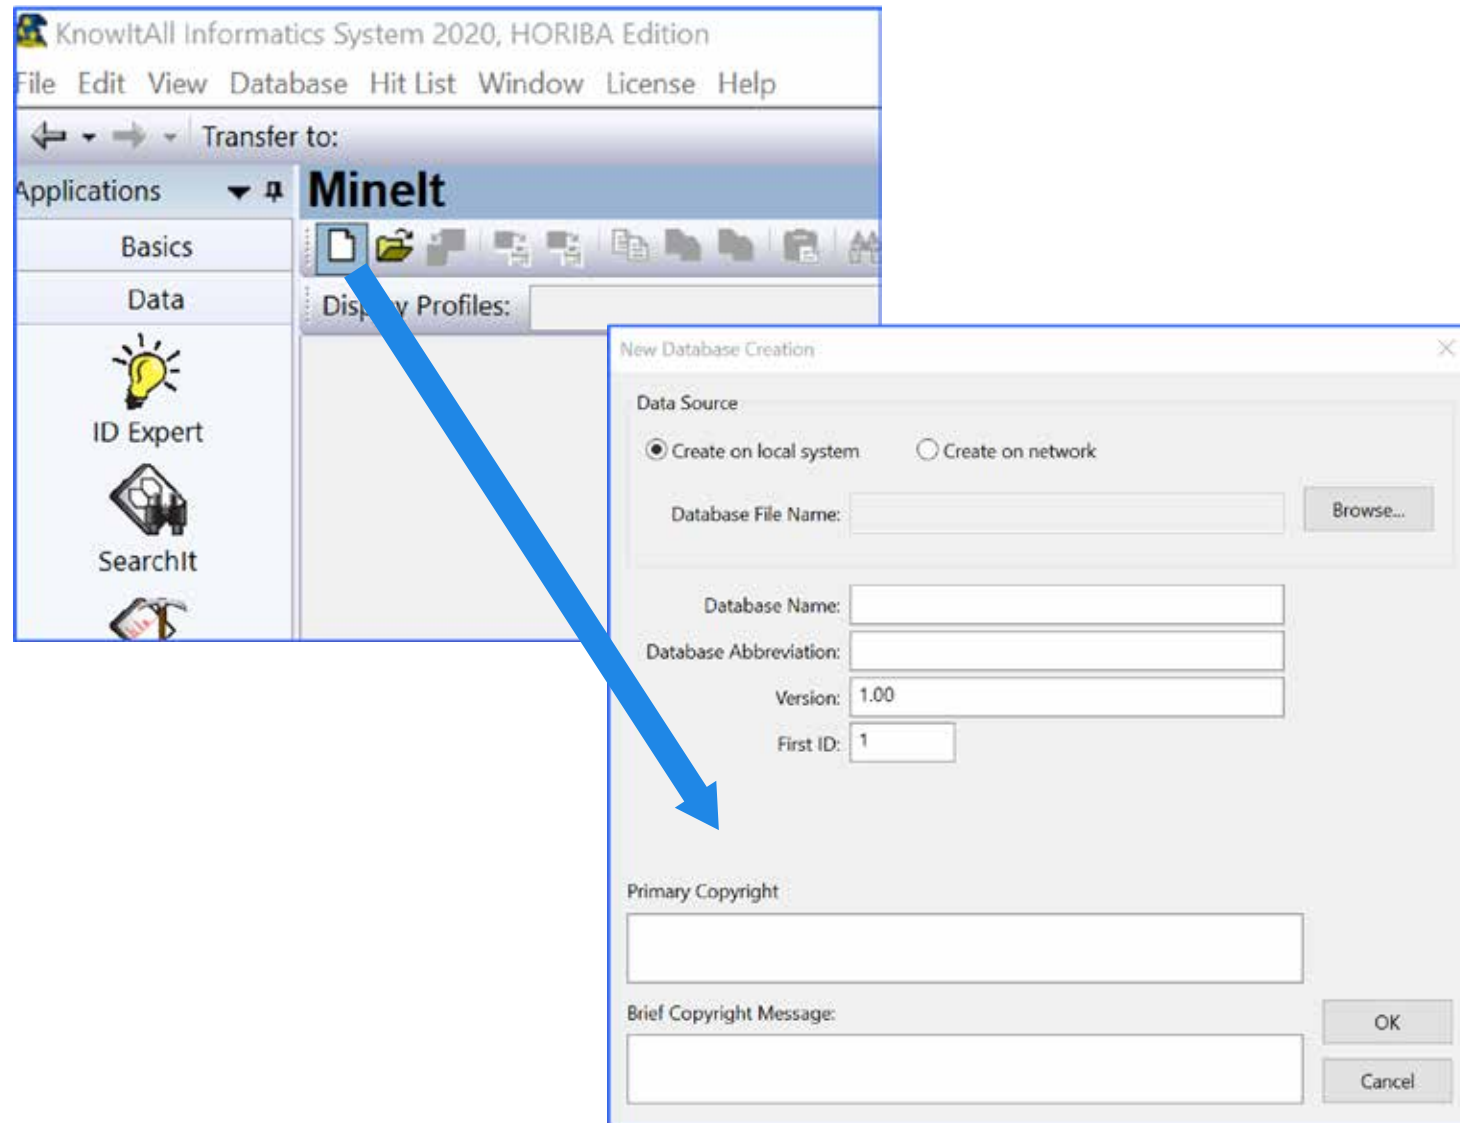 KnowItAll Informatics System 2020, HORIBA Edition
File Edit View Database Hit List Window License Help
Transfer to:
Applications
MineIt
Basics
Data
Display Profiles:
ID Expert
SearchIt
New Database Creation
Data Source
Create on local system Create on network
Database File Name: Browse...
Database Name:
Database Abbreviation:
Version: 1.00
First ID: 1
Primary Copyright
Brief Copyright Message:
OK
Cancel